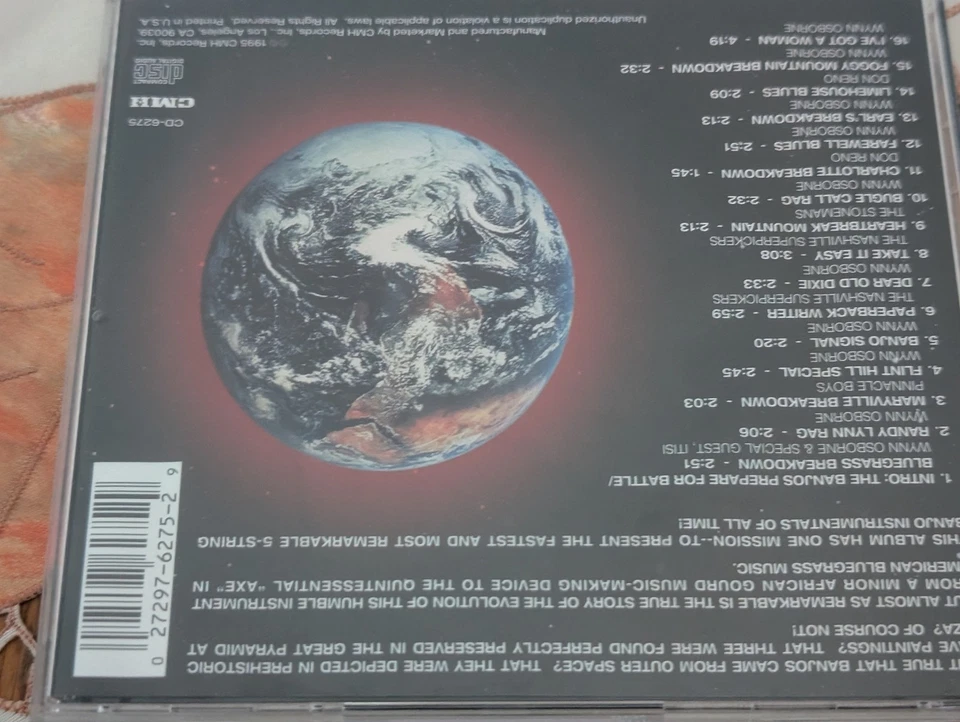 IT TRUE THAT BANJOS CAME FROM OUTER SPACE? THAT THEY WERE DEPICTED IN PREHISTORIC
VE PAINTINGS? THAT THREE WERE FOUND PERFECTLY PRESERVED IN THE GREAT PYRAMID AT
ZA? OF COURSE NOT!
UT ALMOST AS REMARKABLE IS THE TRUE STORY OF THE EVOLUTION OF THIS HUMBLE INSTRUMENT
ROM A MINOR AFRICAN GOURD MUSIC-MAKING DEVICE TO THE QUINTESSENTIAL "AXE" IN
MERICAN BLUEGRASS MUSIC.
THIS ALBUM HAS ONE MISSION--TO PRESENT THE FASTEST AND MOST REMARKABLE 5-STRING
BANJO INSTRUMENTALS OF ALL TIME!
1. INTRO: THE BANJOS PREPARE FOR BATTLE/
BLUEGRASS BREAKDOWN - 2:51
WYNN OSBORNE & SPECIAL GUEST, ITISI
2. RANDY LYNN RAG - 2:06
WYNN OSBORNE
3. MARYVILLE BREAKDOWN - 2:03
PINNACLE BOYS
4. FLINT HILL SPECIAL - 2:45
WYNN OSBORNE
5. BANJO SIGNAL - 2:20
WYNN OSBORNE
6. PAPERBACK WRITER - 2:59
THE NASHVILLE SUPERPICKERS
7. DEAR OLD DIXIE - 2:33
WYNN OSBORNE
8. TAKE IT EASY - 3:08
THE NASHVILLE SUPERPICKERS
9. HEARTBREAK MOUNTAIN - 2:13
THE STONEMANS
10. BUGLE CALL RAG - 2:32
WYNN OSBORNE
11. CHARLOTTE BREAKDOWN - 1:45
DON RENO
12. FAREWELL BLUES - 2:51
WYNN OSBORNE
13. EARL'S BREAKDOWN - 2:13
WYNN OSBORNE
14. LIMEHOUSE BLUES - 2:09
DON RENO
15. FOGGY MOUNTAIN BREAKDOWN - 2:32
WYNN OSBORNE
16. I'VE GOT A WOMAN - 4:19
WYNN OSBORNE
0 27297-6275-2 9
CD-6275
CMH
COMPACT
disc
DIGITAL AUDIO
1995 CMH Records, Inc.
Manufactured and Marketed by CMH Records, Inc., Los Angeles, CA 90039.
Unauthorized duplication is a violation of applicable laws. All Rights Reserved. Printed in U.S.A.